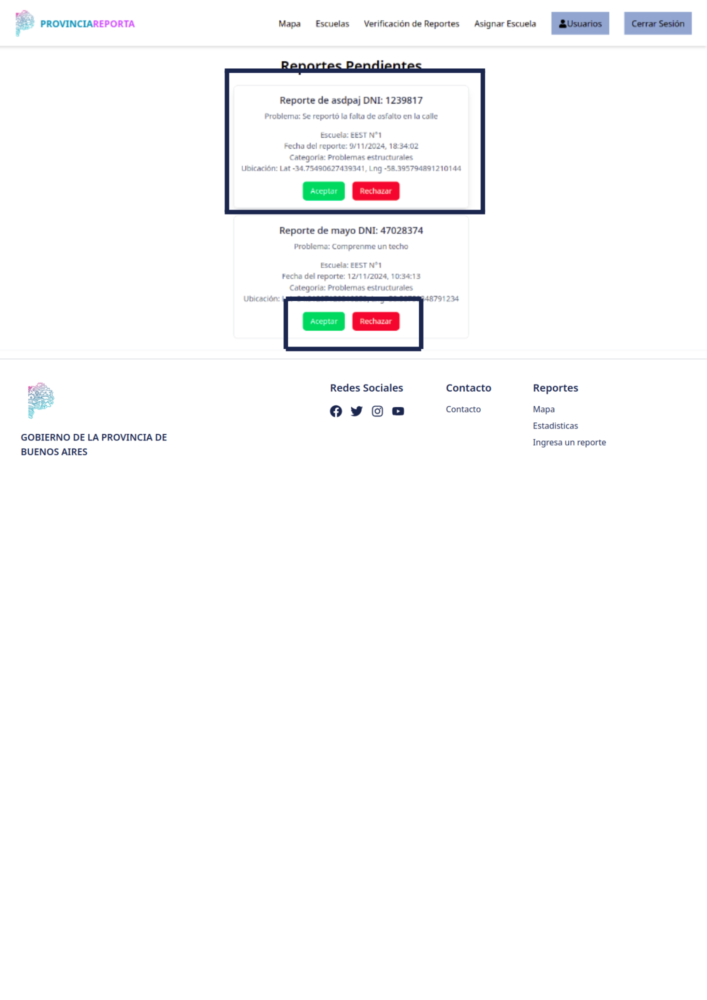 PROVINCIAREPORTA
Mapa Escuelas Verificación de Reportes Asignar Escuela Usuarios Cerrar Sesión
Reportes Pendientes
Reporte de asdpaj DNI: 1239817
Problema: Se reportó la falta de asfalto en la calle
Escuela: EEST N°1
Fecha del reporte: 9/11/2024, 18:34:02
Categoría: Problemas estructurales
Ubicación: Lat -34.75490627439341, Lng -58.395794891210144
Aceptar Rechazar
Reporte de mayo DNI: 47028374
Problema: Comprenme un techo
Escuela: EEST N°1
Fecha del reporte: 12/11/2024, 10:34:13
Categoría: Problemas estructurales
Ubicación:
Aceptar Rechazar
GOBIERNO DE LA PROVINCIA DE
BUENOS AIRES
Redes Sociales
Contacto
Contacto
Reportes
Mapa
Estadisticas
Ingresa un reporte